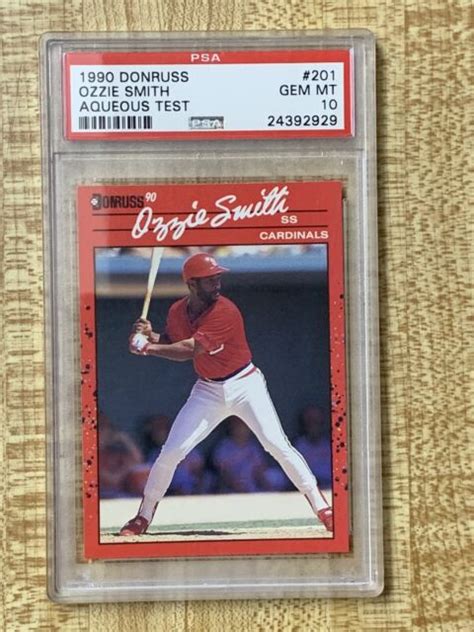 PSA
1990 DONRUSS #201
OZZIE SMITH GEM MT
AQUEOUS TEST 10
PSA 24392929
DONRUSS '90
Ozzie Smith
SS
CARDINALS